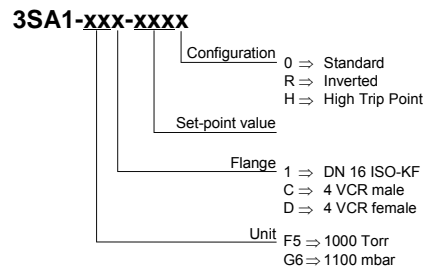 3SA1-xxx-xxxx
Configuration
0 ⇒ Standard
R ⇒ Inverted
H ⇒ High Trip Point
Set-point value
Flange
1 ⇒ DN 16 ISO-KF
C ⇒ 4 VCR male
D ⇒ 4 VCR female
Unit
F5 ⇒ 1000 Torr
G6 ⇒ 1100 mbar